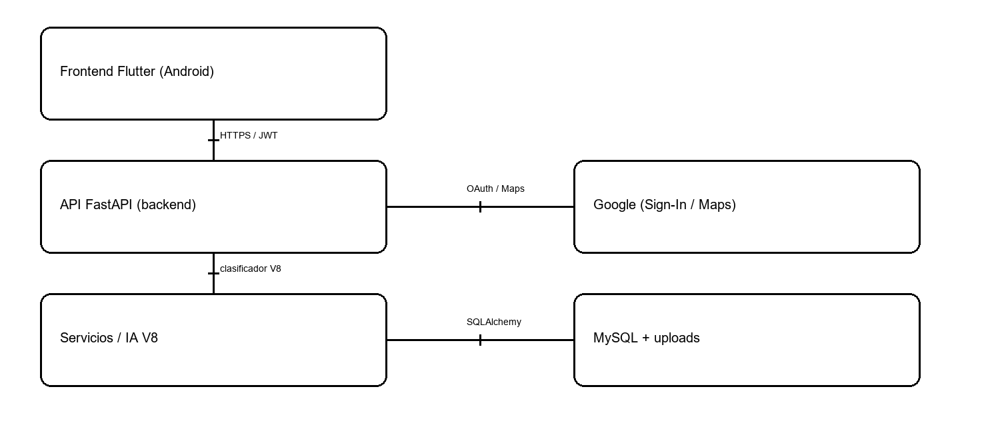 Frontend Flutter (Android)
HTTPS / JWT
API FastAPI (backend)
OAuth / Maps
Google (Sign-In / Maps)
clasificador V8
Servicios / IA V8
SQLAlchemy
MySQL + uploads